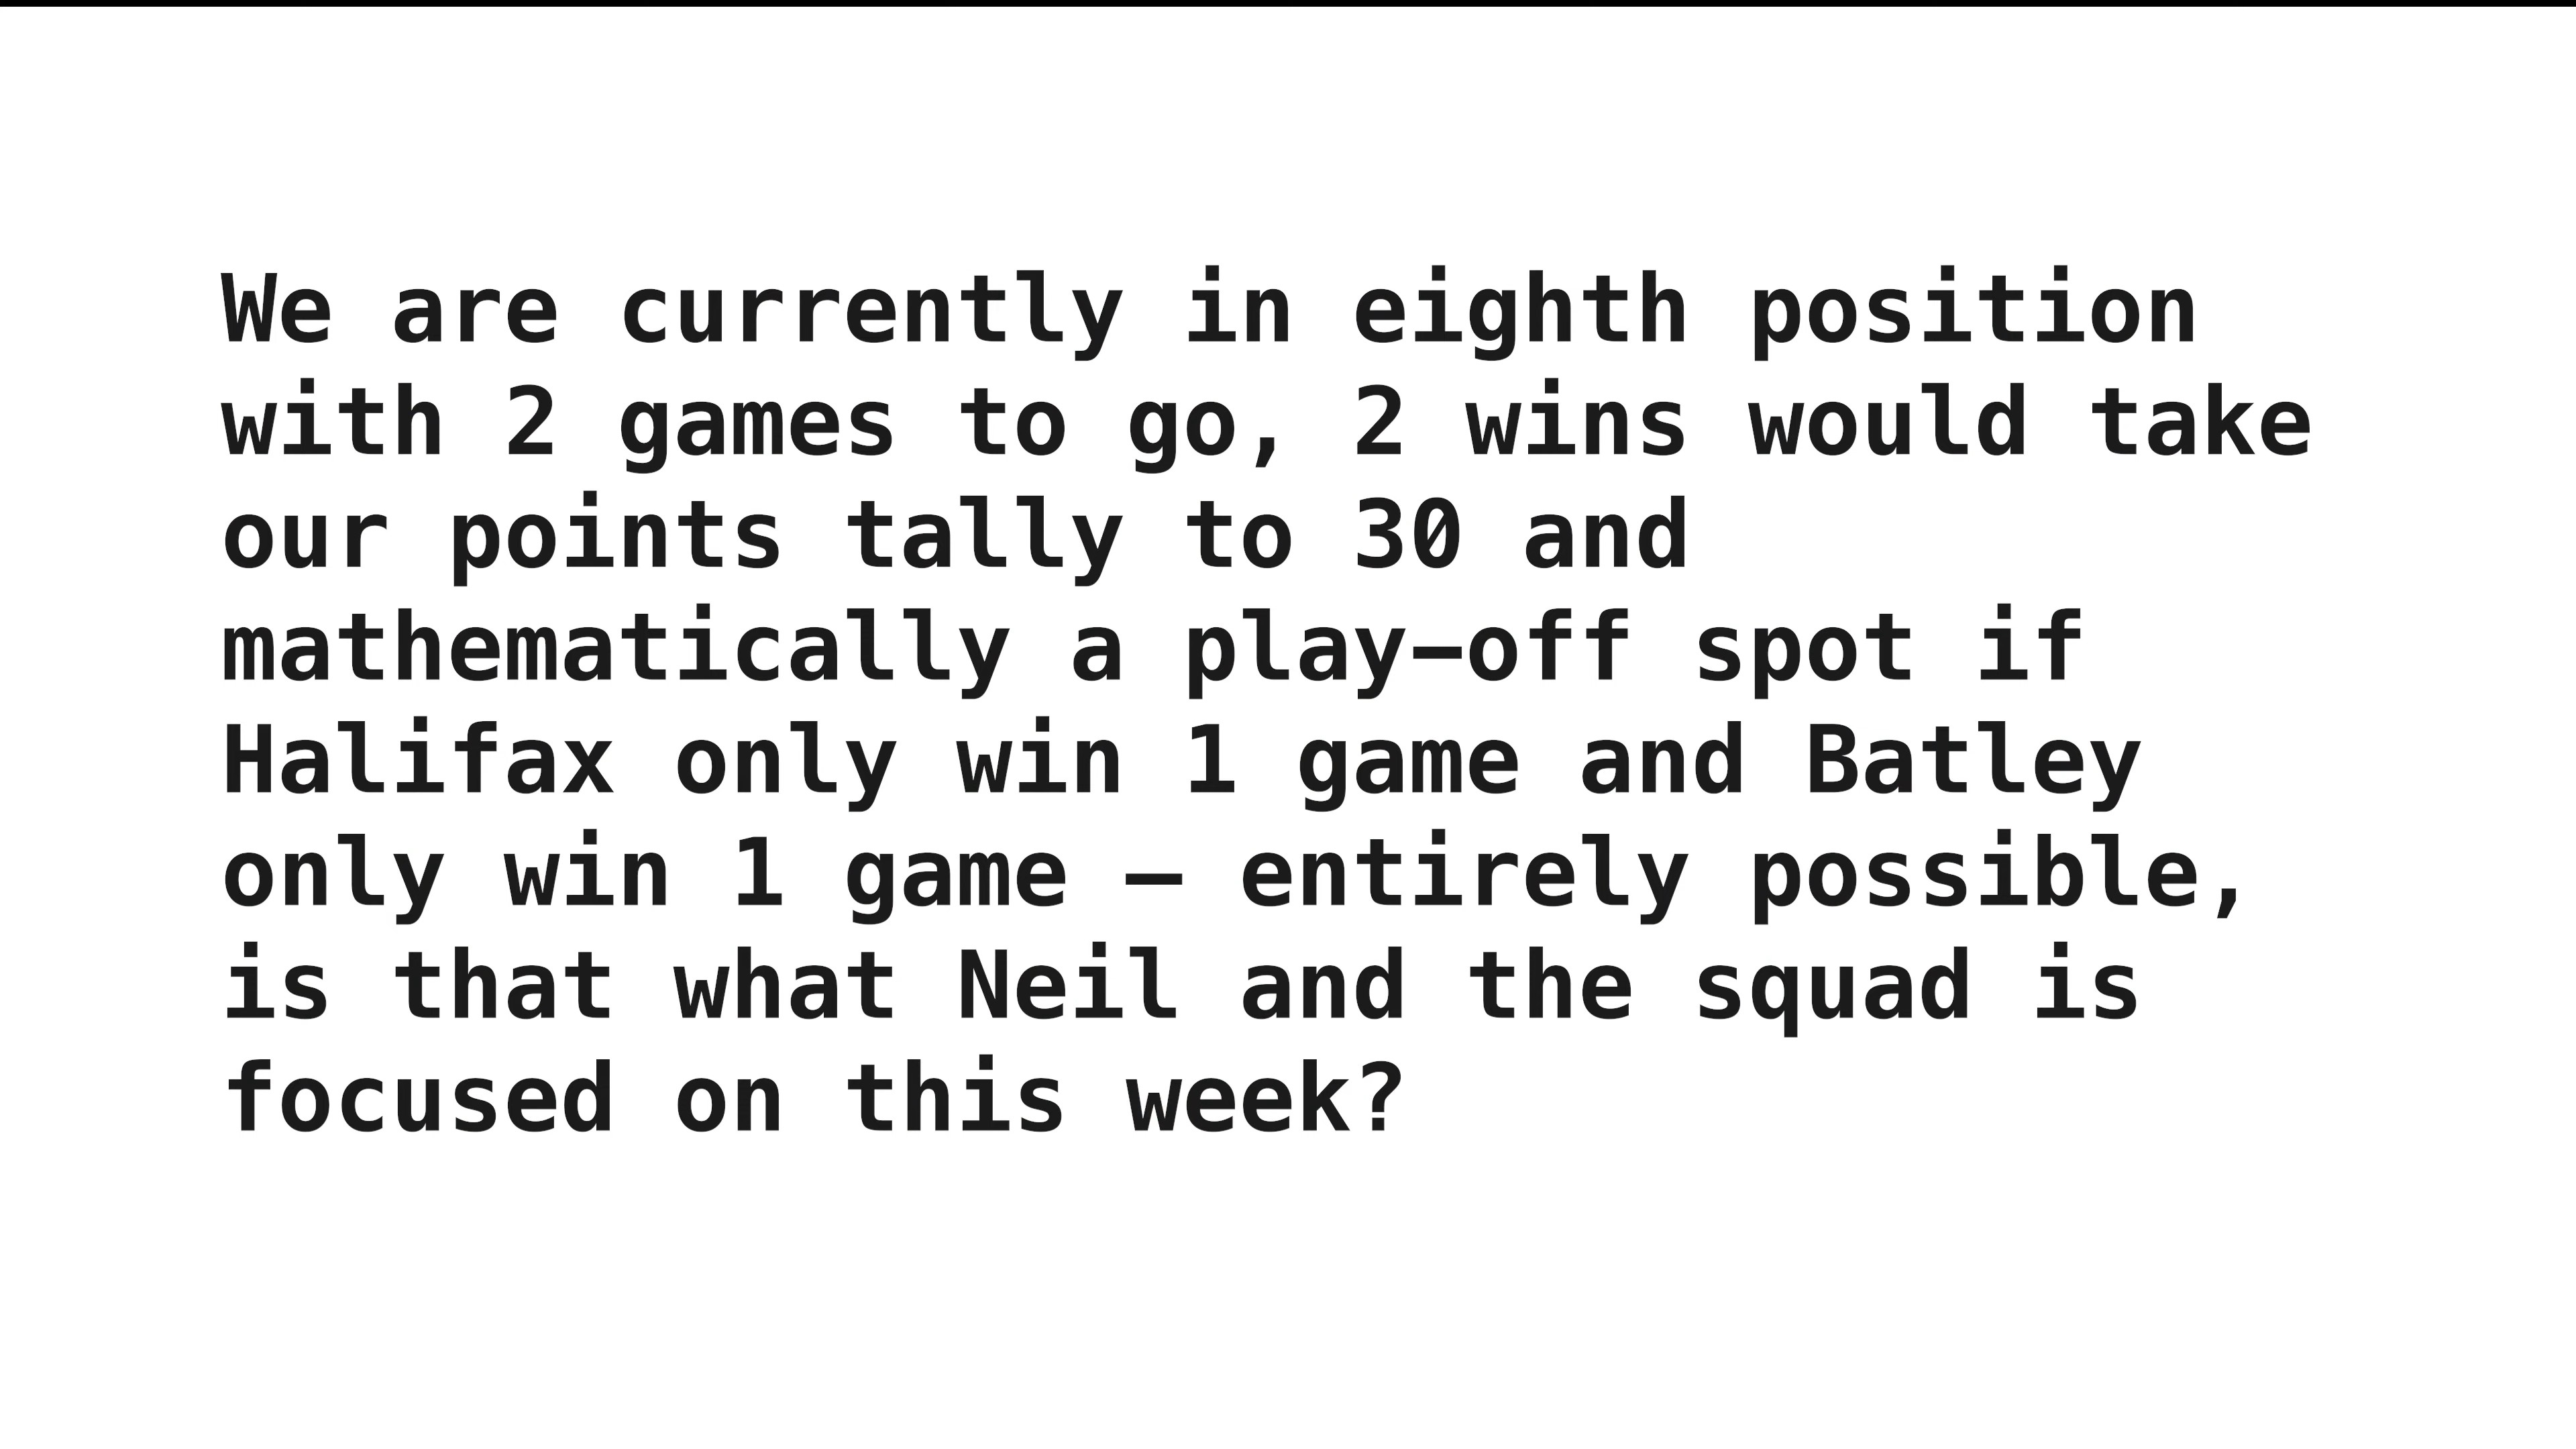 We are currently in eighth position
with 2 games to go, 2 wins would take
our points tally to 30 and
mathematically a play–off spot if
Halifax only win 1 game and Batley
only win 1 game – entirely possible,
is that what Neil and the squad is
focused on this week?